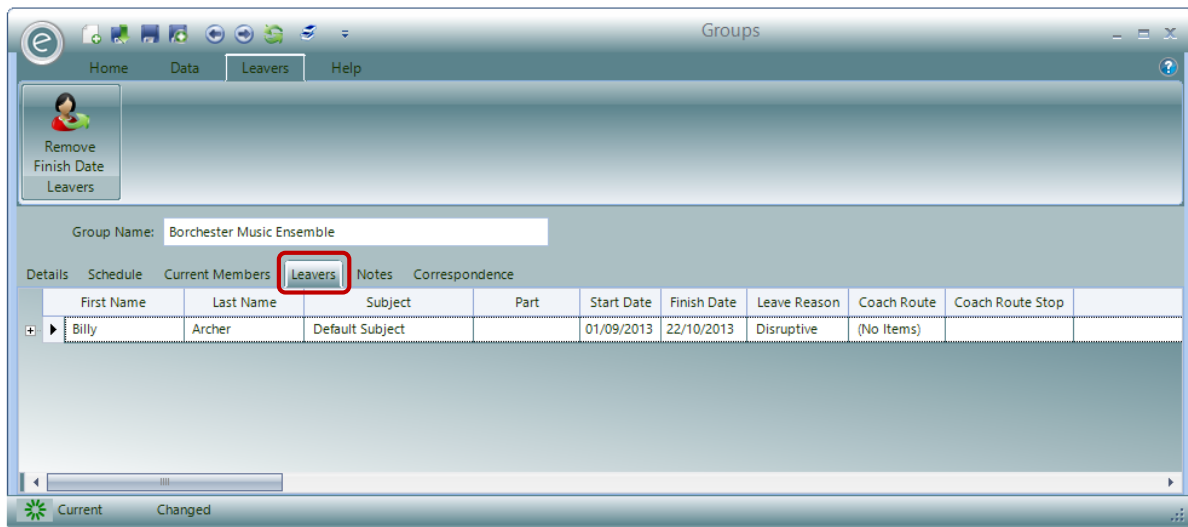 Groups
e
Home Data Leavers Help
Remove
Finish Date
Leavers
Group Name: Borchester Music Ensemble
Details Schedule Current Members Leavers Notes Correspondence
First Name Last Name Subject Part Start Date Finish Date Leave Reason Coach Route Coach Route Stop
Billy Archer Default Subject 01/09/2013 22/10/2013 Disruptive (No Items)
Current Changed